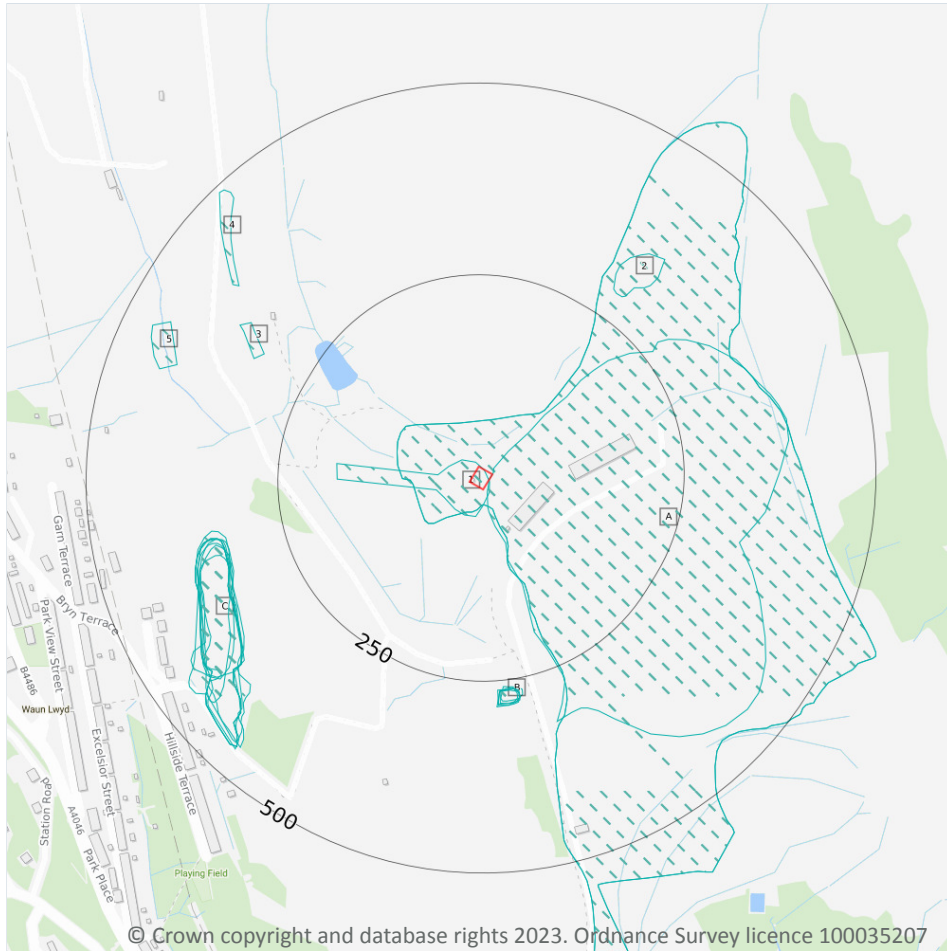 4
2
5
3
1
A
Garn Terrace
Bryn Terrace
Park View Street
C
250
B
B4486
Waun Lwyd
Excelsior Street
Hillside Terrace
Station Road
A4046
500
Park Place
Playing Field
© Crown copyright and database rights 2023. Ordnance Survey licence 100035207